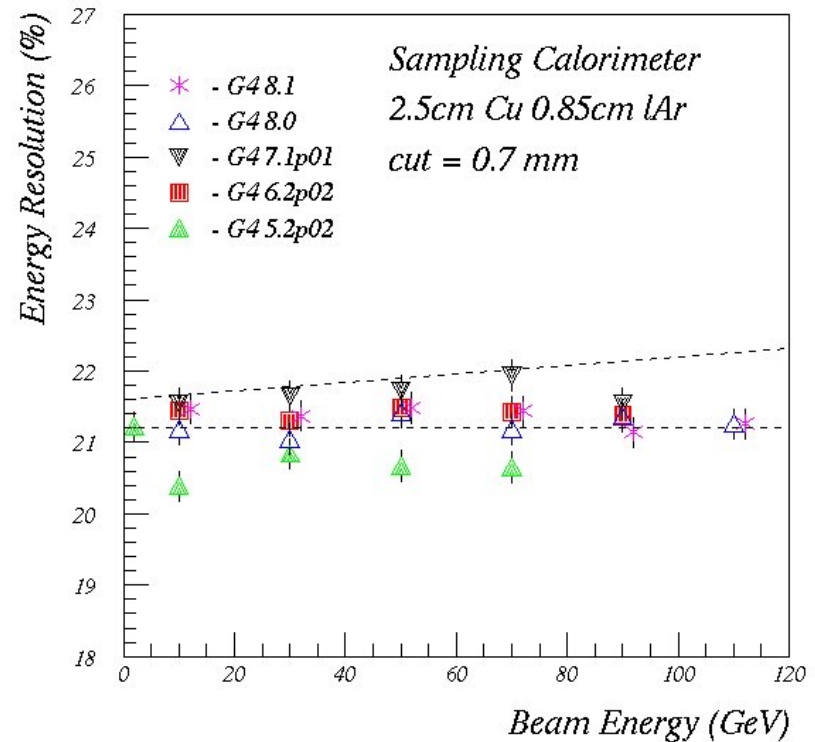 Energy Resolution (%)
27
26
25
24
23
22
21
20
19
18
- G4 8.1
- G4 8.0
- G4 7.1p01
- G4 6.2p02
- G4 5.2p02
Sampling Calorimeter
2.5cm Cu 0.85cm lAr
cut = 0.7 mm
0 20 40 60 80 100 120
Beam Energy (GeV)